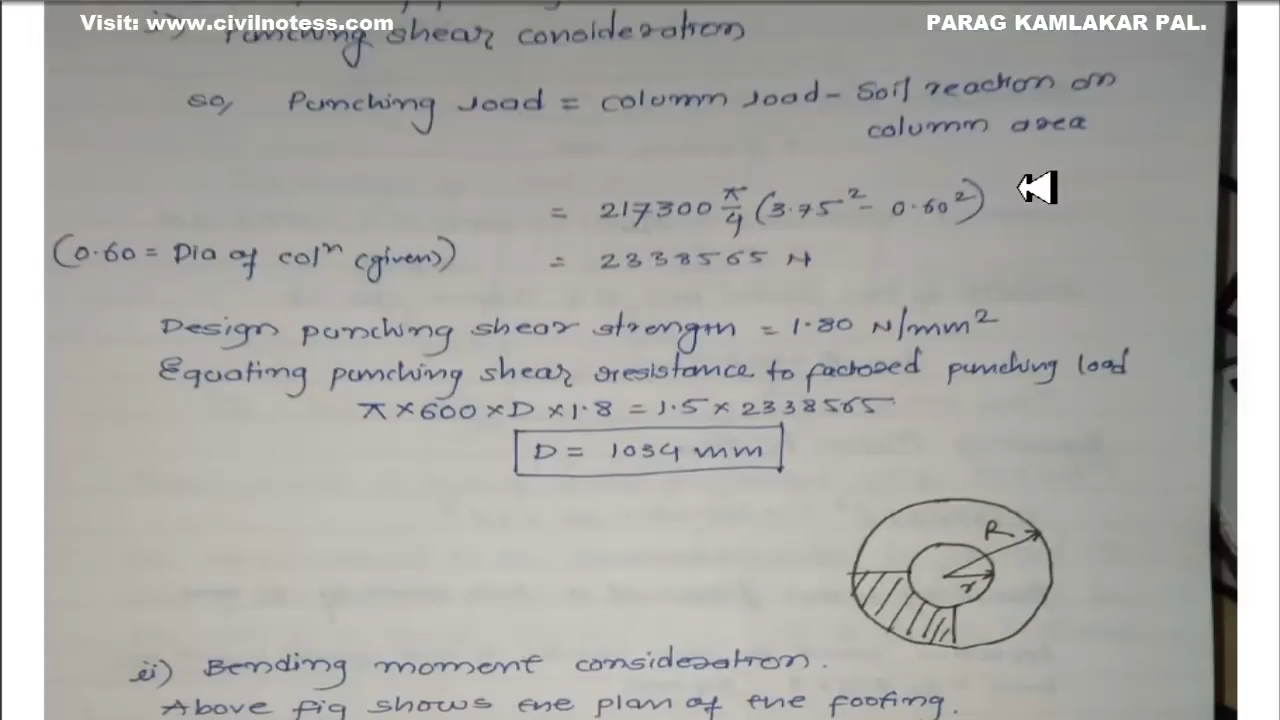 Visit: www.civilnotess.com
PARAG KAMLAKAR PAL.
Punching shear consideration
so, Punching load = column load - soil reaction on
column area
= 217300 π/4 (3.75² - 0.60²)
(0.60 = Dia of colⁿ (given))
= 2338565 N
Design punching shear strength = 1.80 N/mm²
Equating punching shear resistance to factored punching load
π × 600 × D × 1.8 = 1.5 × 2338565
D = 1034 mm
R
r
ii) Bending moment consideration.
Above fig shows the plan of the footing.